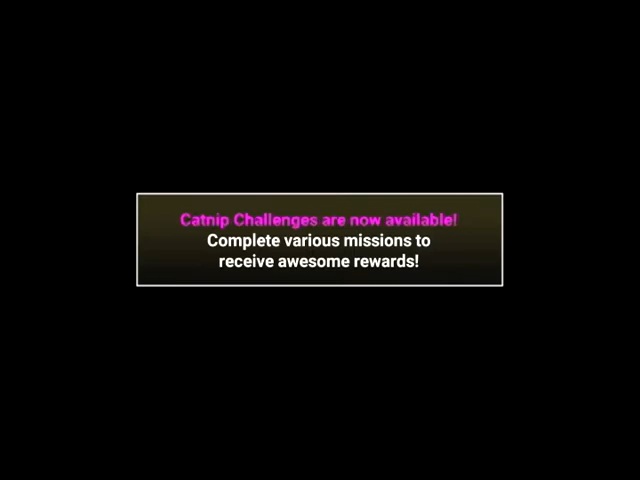 Catnip Challenges are now available!
Complete various missions to
receive awesome rewards!